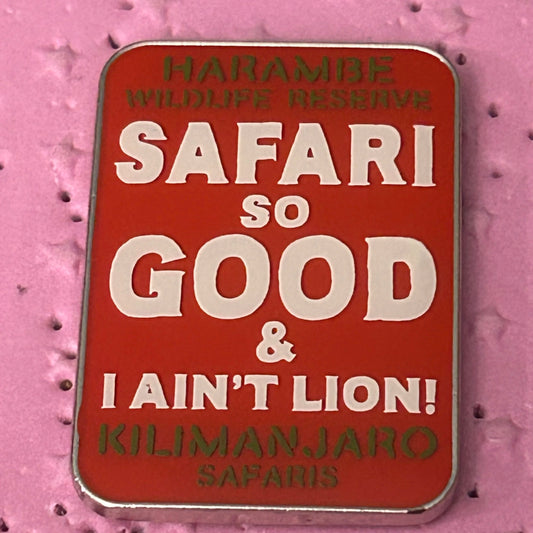 HARAMBE
WILDLIFE RESERVE
SAFARI
SO
GOOD
&
I AIN'T LION!
KILIMANJARO
SAFARIS